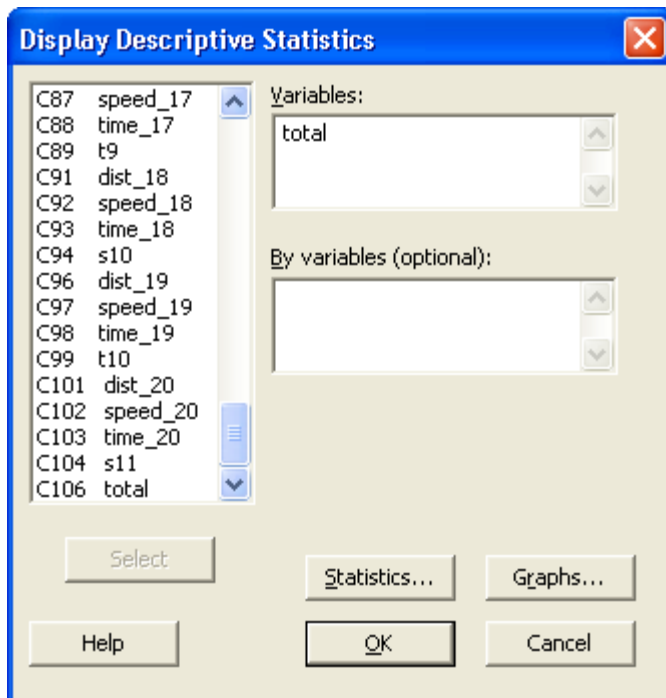 Display Descriptive Statistics
C87 speed_17
C88 time_17
C89 t9
C91 dist_18
C92 speed_18
C93 time_18
C94 s10
C96 dist_19
C97 speed_19
C98 time_19
C99 t10
C101 dist_20
C102 speed_20
C103 time_20
C104 s11
C106 total
Variables:
total
By variables (optional):
Select
Statistics...
Graphs...
Help
OK
Cancel